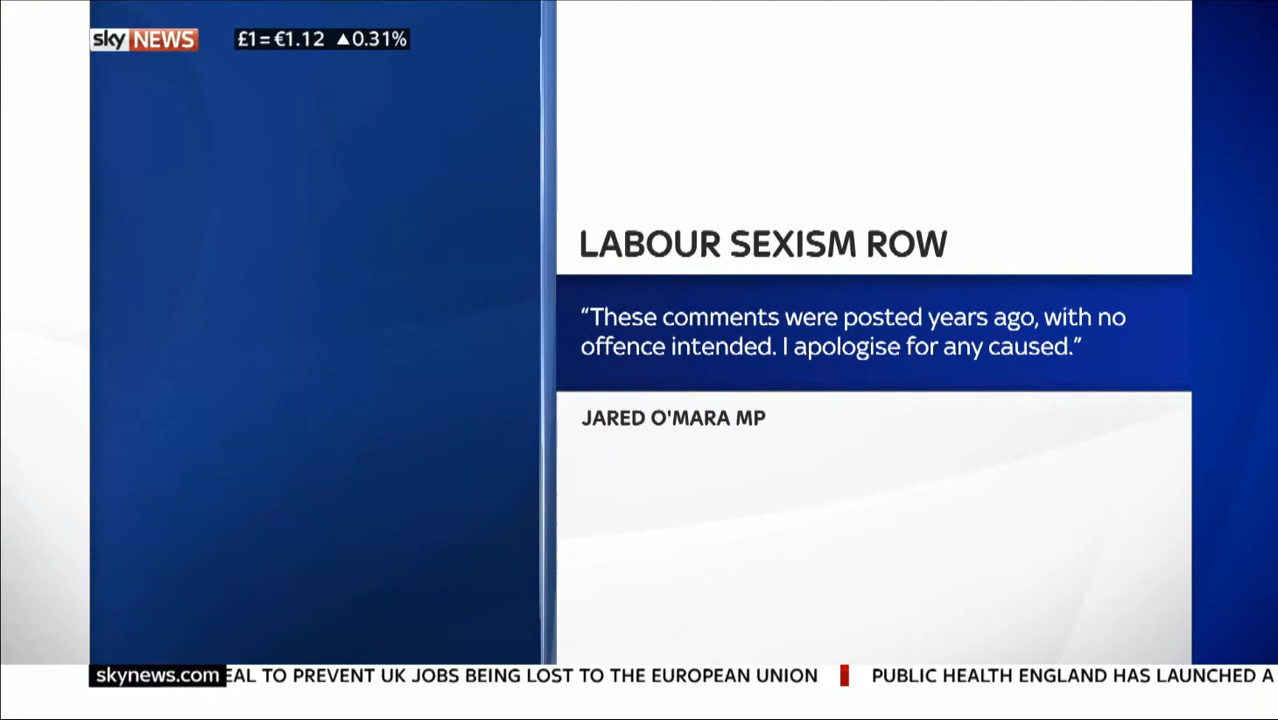 sky NEWS
£1=€1.12 ▲0.31%
LABOUR SEXISM ROW
“These comments were posted years ago, with no
offence intended. I apologise for any caused.”
JARED O'MARA MP
skynews.com
TO PREVENT UK JOBS BEING LOST TO THE EUROPEAN UNION
PUBLIC HEALTH ENGLAND HAS LAUNCHED A